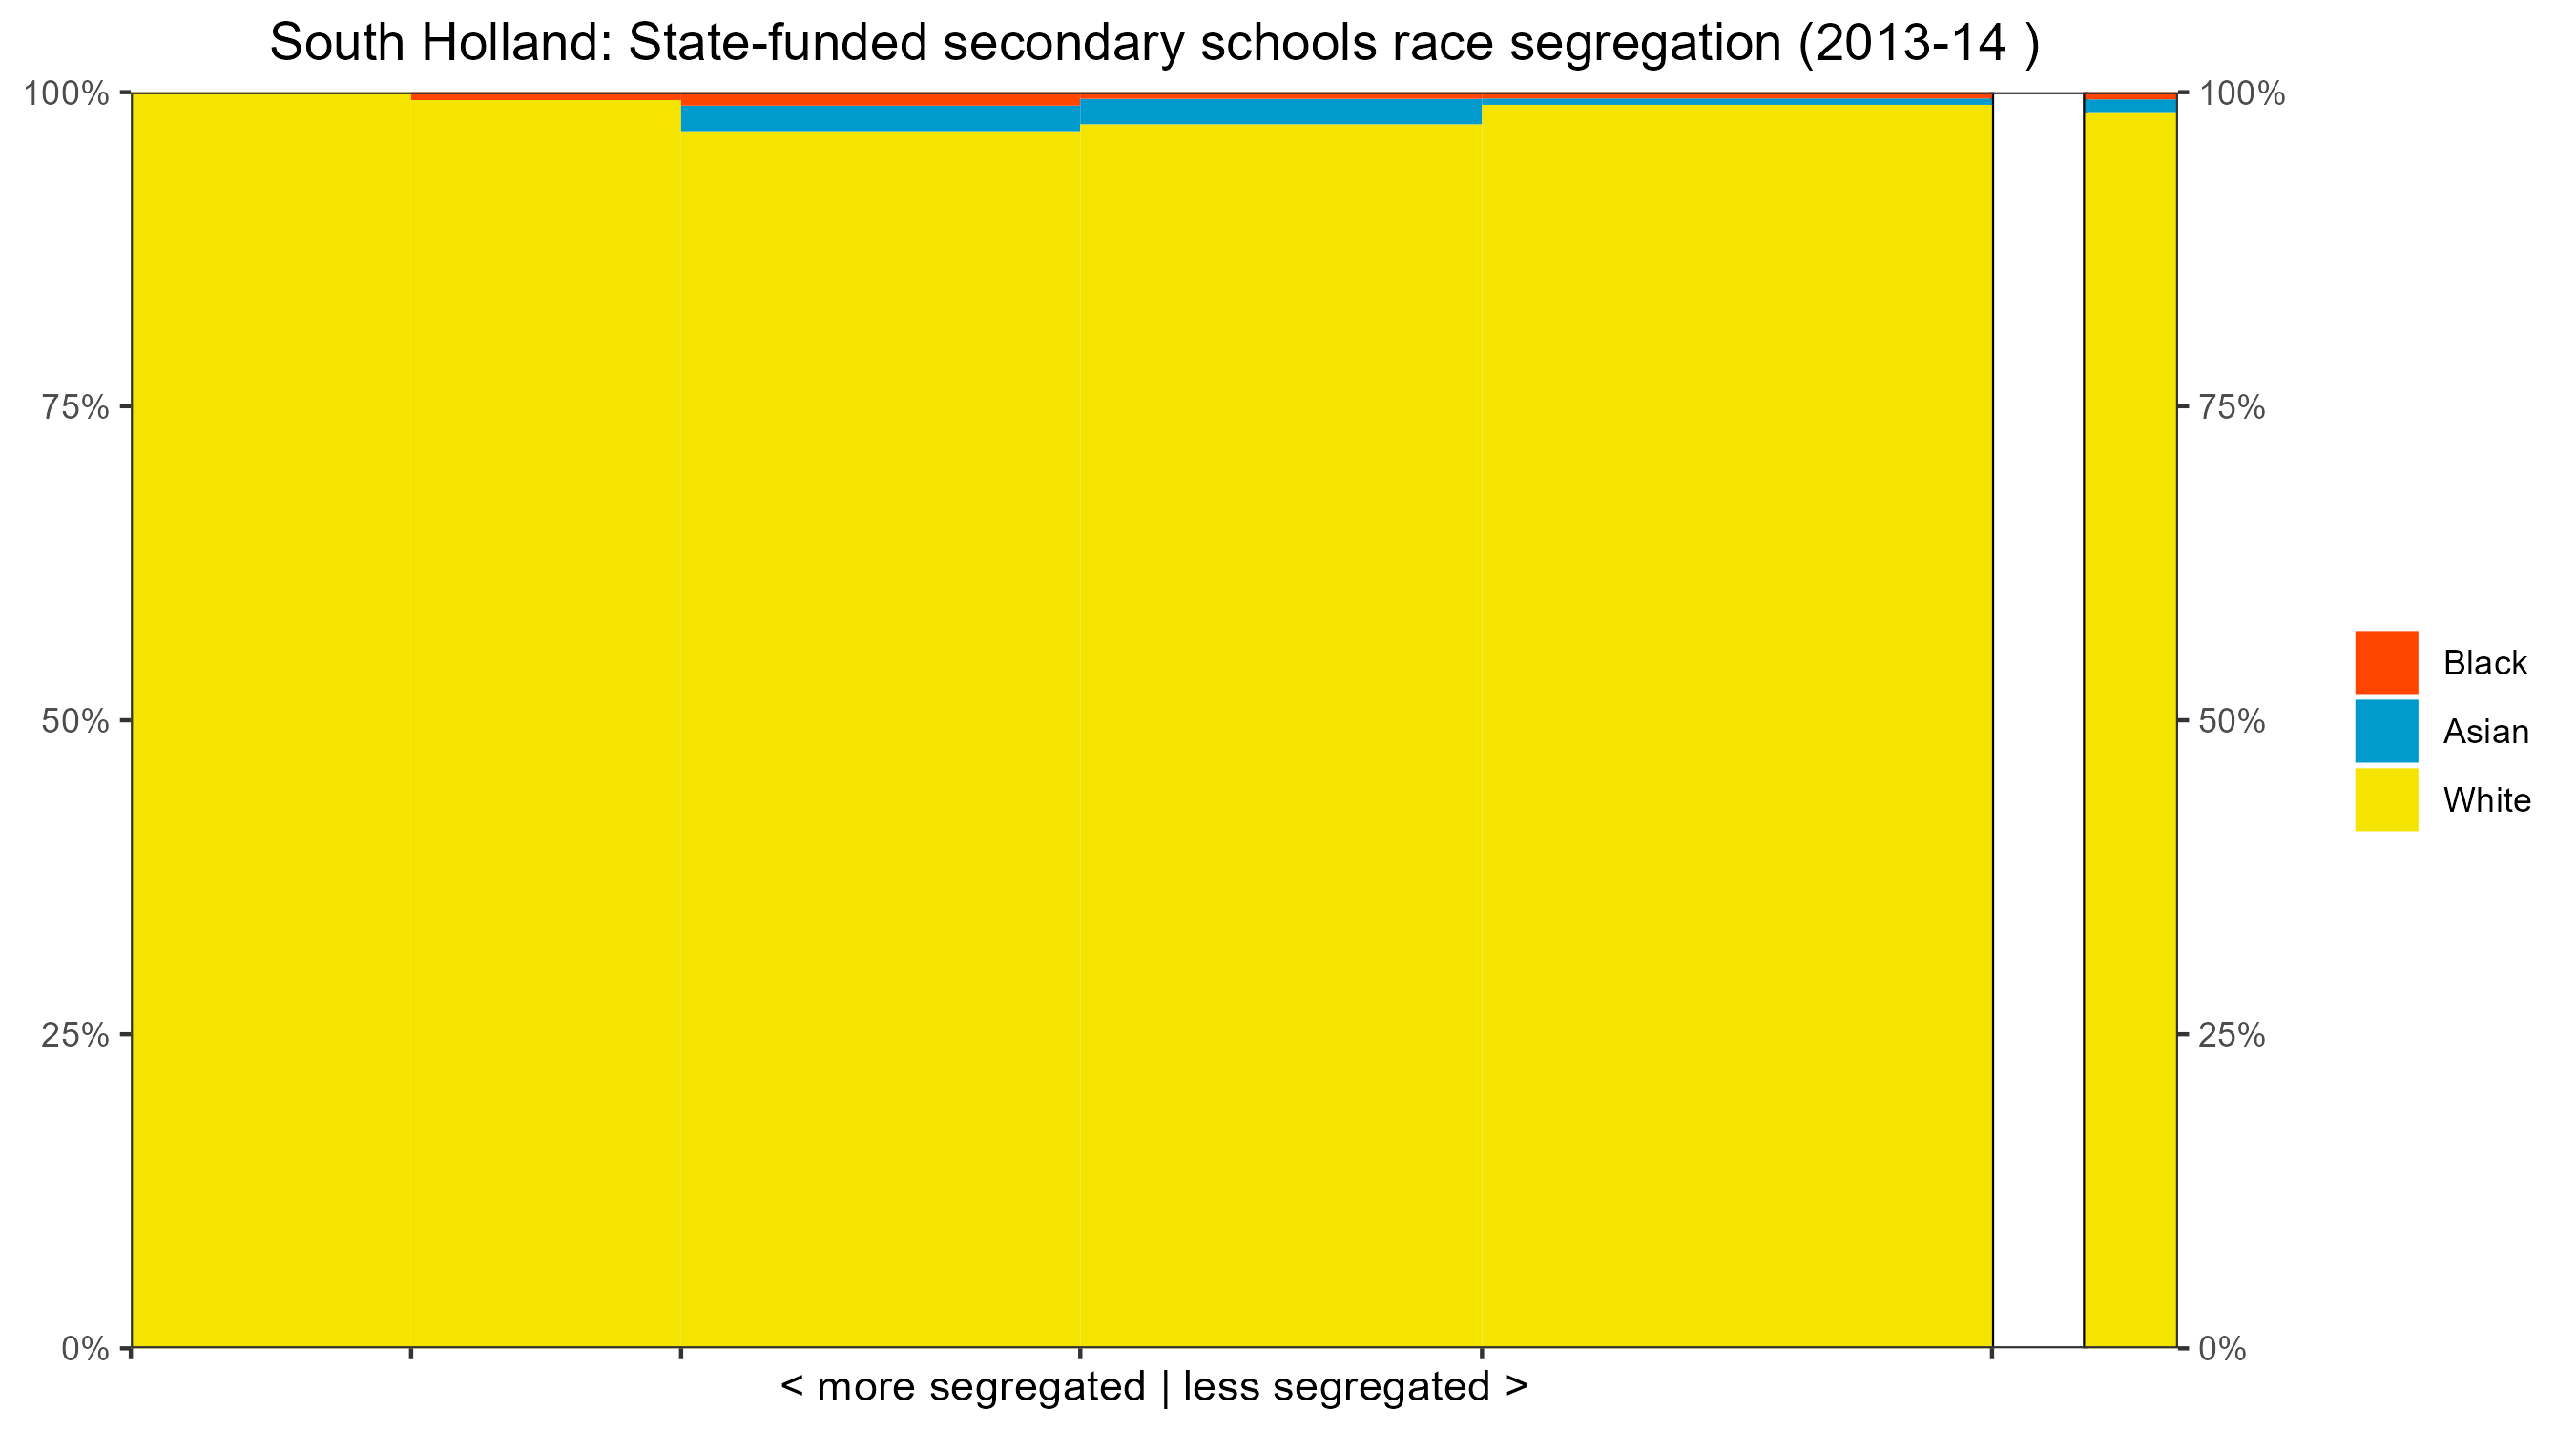 South Holland: State-funded secondary schools race segregation (2013-14 )
100%
75%
50%
25%
0%
100%
75%
50%
25%
0%
< more segregated | less segregated >
Black
Asian
White